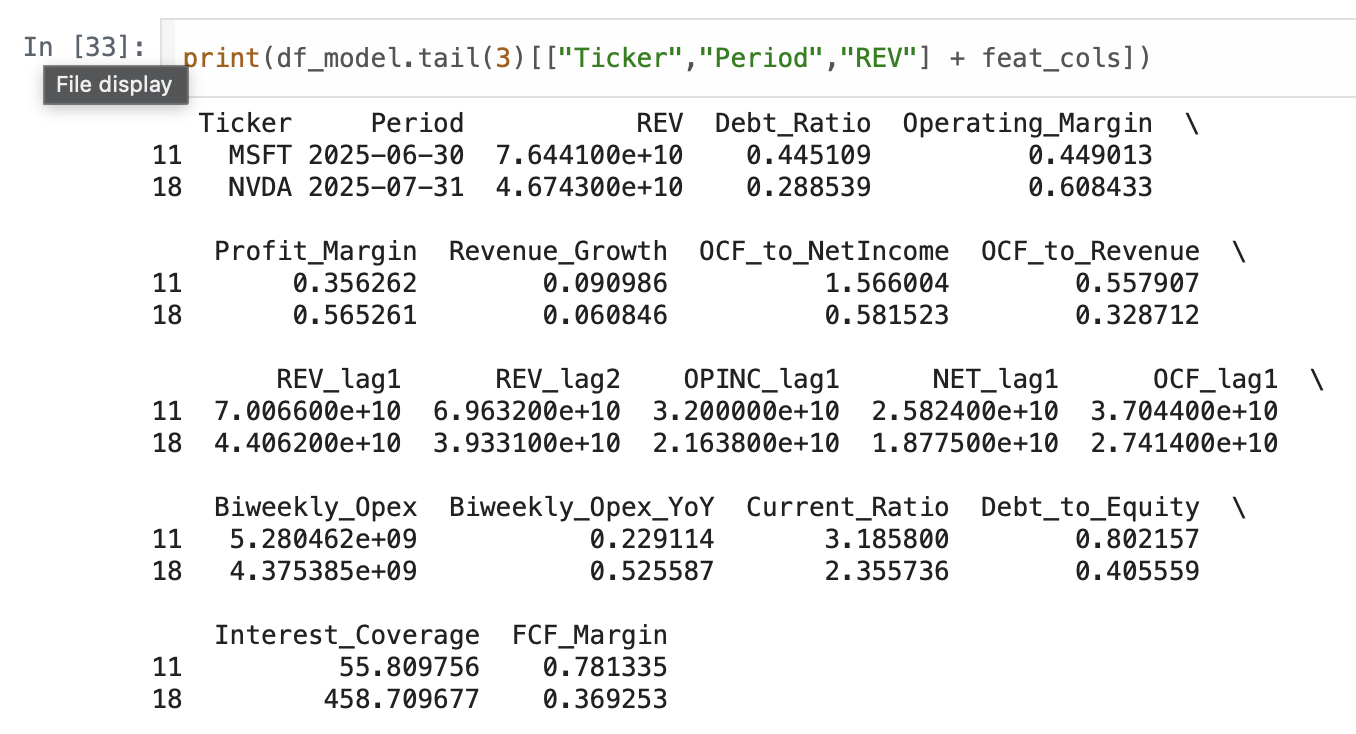 In [33]:
print(df_model.tail(3)[["Ticker","Period","REV"] + feat_cols])
File display
Ticker Period REV Debt_Ratio Operating_Margin \
11 MSFT 2025-06-30 7.644100e+10 0.445109 0.449013
18 NVDA 2025-07-31 4.674300e+10 0.288539 0.608433
Profit_Margin Revenue_Growth OCF_to_NetIncome OCF_to_Revenue \
11 0.356262 0.090986 1.566004 0.557907
18 0.565261 0.060846 0.581523 0.328712
REV_lag1 REV_lag2 OPINC_lag1 NET_lag1 OCF_lag1 \
11 7.006600e+10 6.963200e+10 3.200000e+10 2.582400e+10 3.704400e+10
18 4.406200e+10 3.933100e+10 2.163800e+10 1.877500e+10 2.741400e+10
Biweekly_Opex Biweekly_Opex_YoY Current_Ratio Debt_to_Equity \
11 5.280462e+09 0.229114 3.185800 0.802157
18 4.375385e+09 0.525587 2.355736 0.405559
Interest_Coverage FCF_Margin
11 55.809756 0.781335
18 458.709677 0.369253